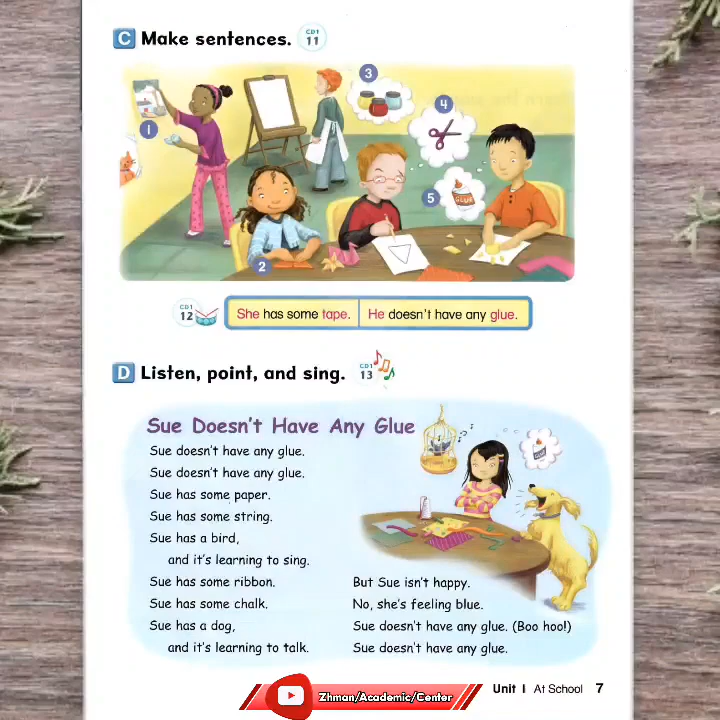 C Make sentences. CD1 11
1
2
3
4
5
GLUE
CD1 12
She has some tape. He doesn't have any glue.
D Listen, point, and sing. CD1 13
Sue Doesn't Have Any Glue
Sue doesn't have any glue.
Sue doesn't have any glue.
Sue has some paper.
Sue has some string.
Sue has a bird,
and it's learning to sing.
Sue has some ribbon.
Sue has some chalk.
Sue has a dog,
and it's learning to talk.
GLUE
But Sue isn't happy.
No, she's feeling blue.
Sue doesn't have any glue. (Boo hoo!)
Sue doesn't have any glue.
Unit 1 At School 7
Zhman/Academic/Center